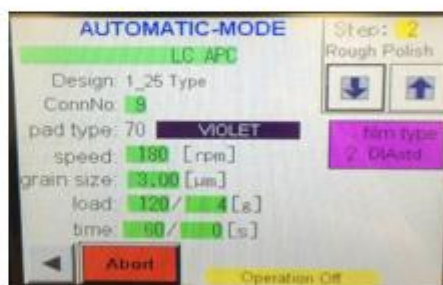 AUTOMATIC-MODE
Step: 2
LC APC
Rough Polish
Design: 1_25 Type
ConnNo: 9
pad type: 70 VIOLET
film type
2 DIAstd
speed: 180 [rpm]
grain size: 3.00 [µm]
load: 120/ 4 [g]
time: 60/ 0 [s]
Abort
Operation Off